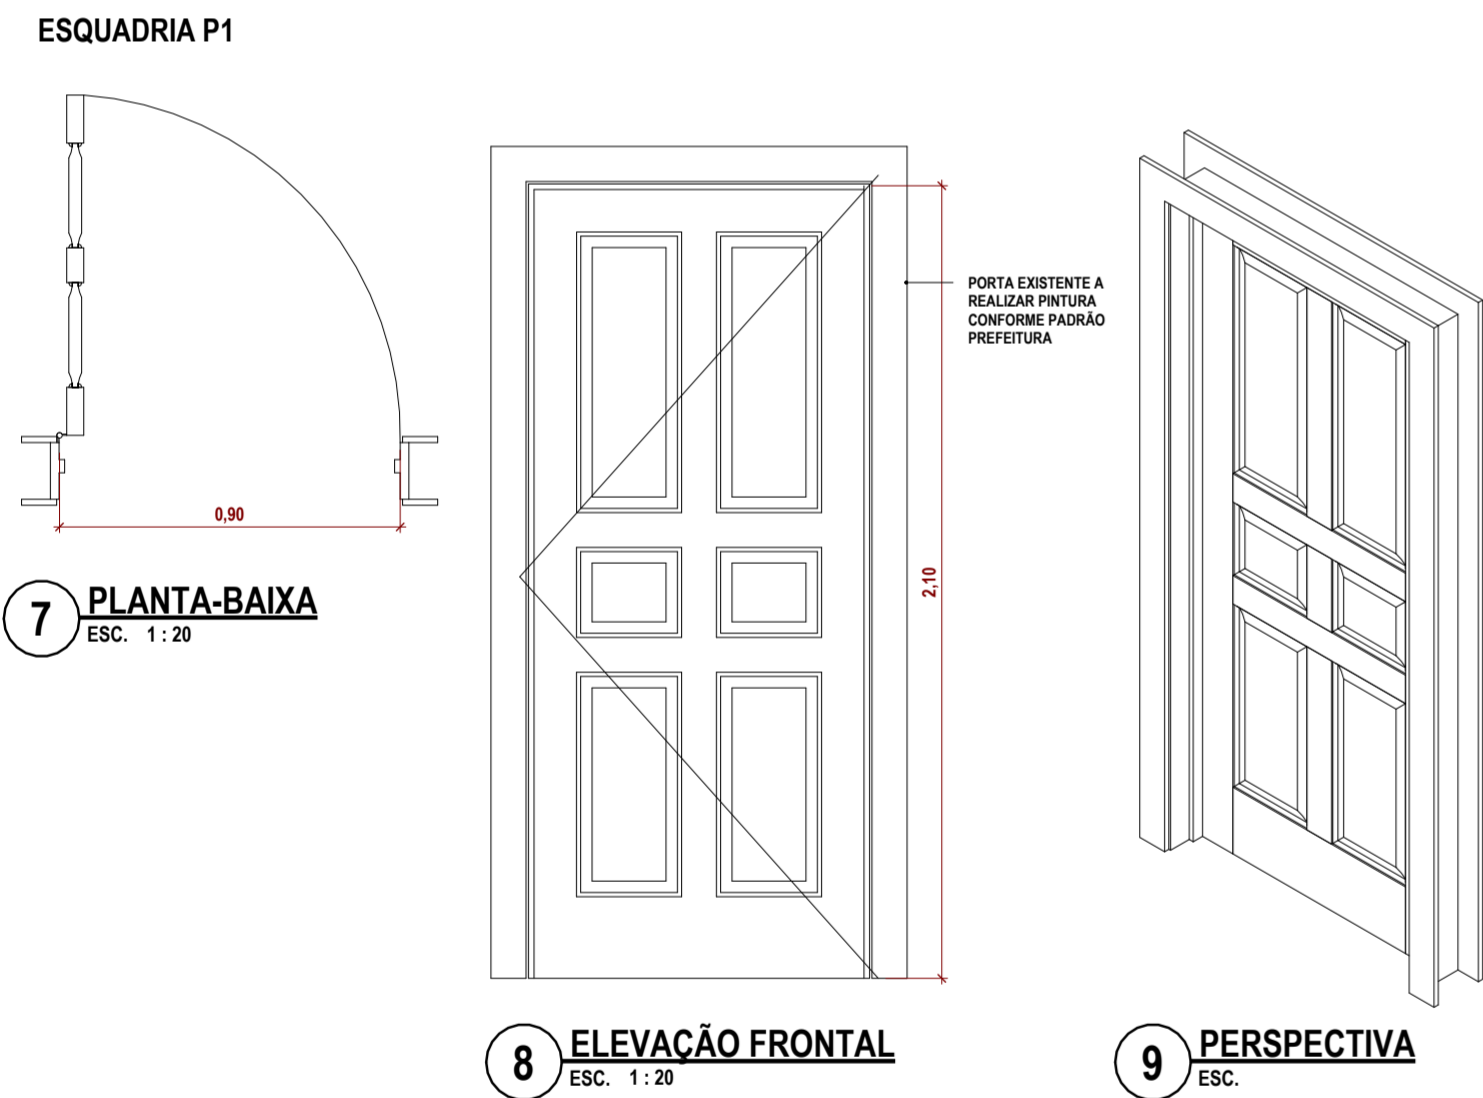 ESQUADRIA P1
0,90
7 PLANTA-BAIXA
ESC. 1 : 20
PORTA EXISTENTE A
REALIZAR PINTURA
CONFORME PADRÃO
PREFEITURA
2,10
8 ELEVAÇÃO FRONTAL
ESC. 1 : 20
9 PERSPECTIVA
ESC.